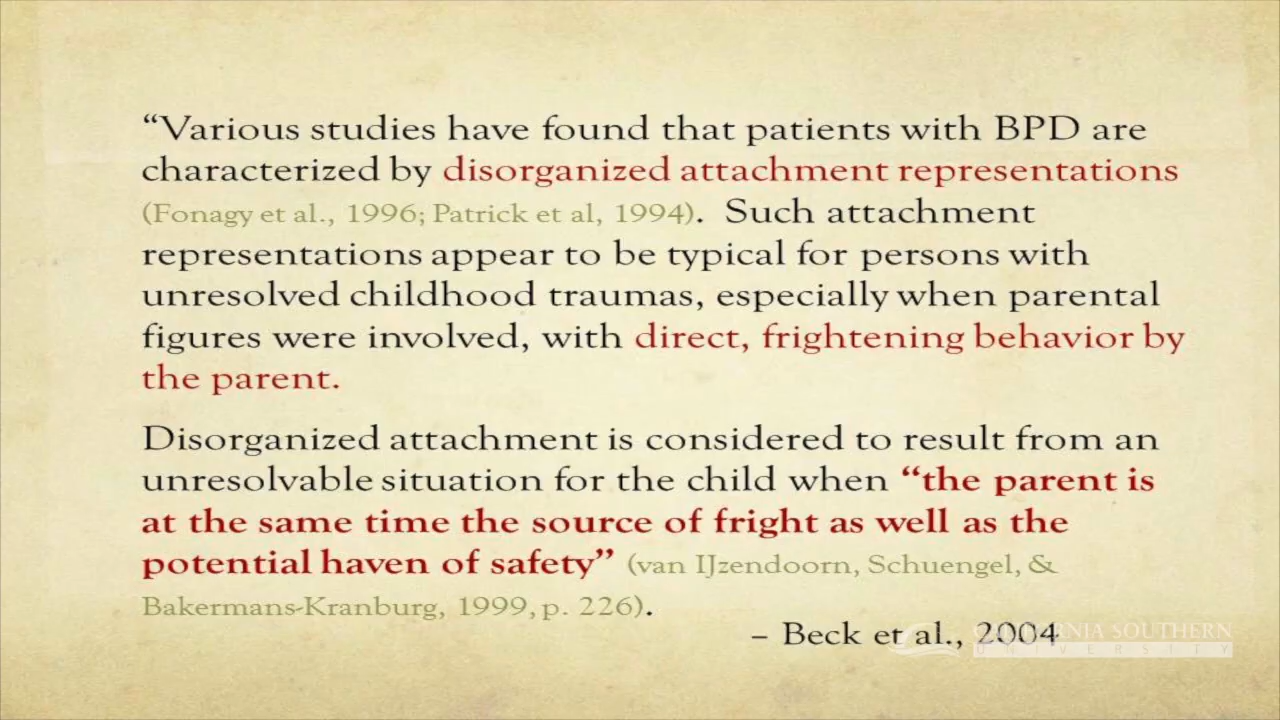 “Various studies have found that patients with BPD are
characterized by disorganized attachment representations
(Fonagy et al., 1996; Patrick et al, 1994).  Such attachment
representations appear to be typical for persons with
unresolved childhood traumas, especially when parental
figures were involved, with direct, frightening behavior by
the parent.
Disorganized attachment is considered to result from an
unresolvable situation for the child when “the parent is
at the same time the source of fright as well as the
potential haven of safety” (van IJzendoorn, Schuengel, &
Bakermans-Kranburg, 1999, p. 226).
– Beck et al., 2004
CALIFORNIA SOUTHERN
UNIVERSITY